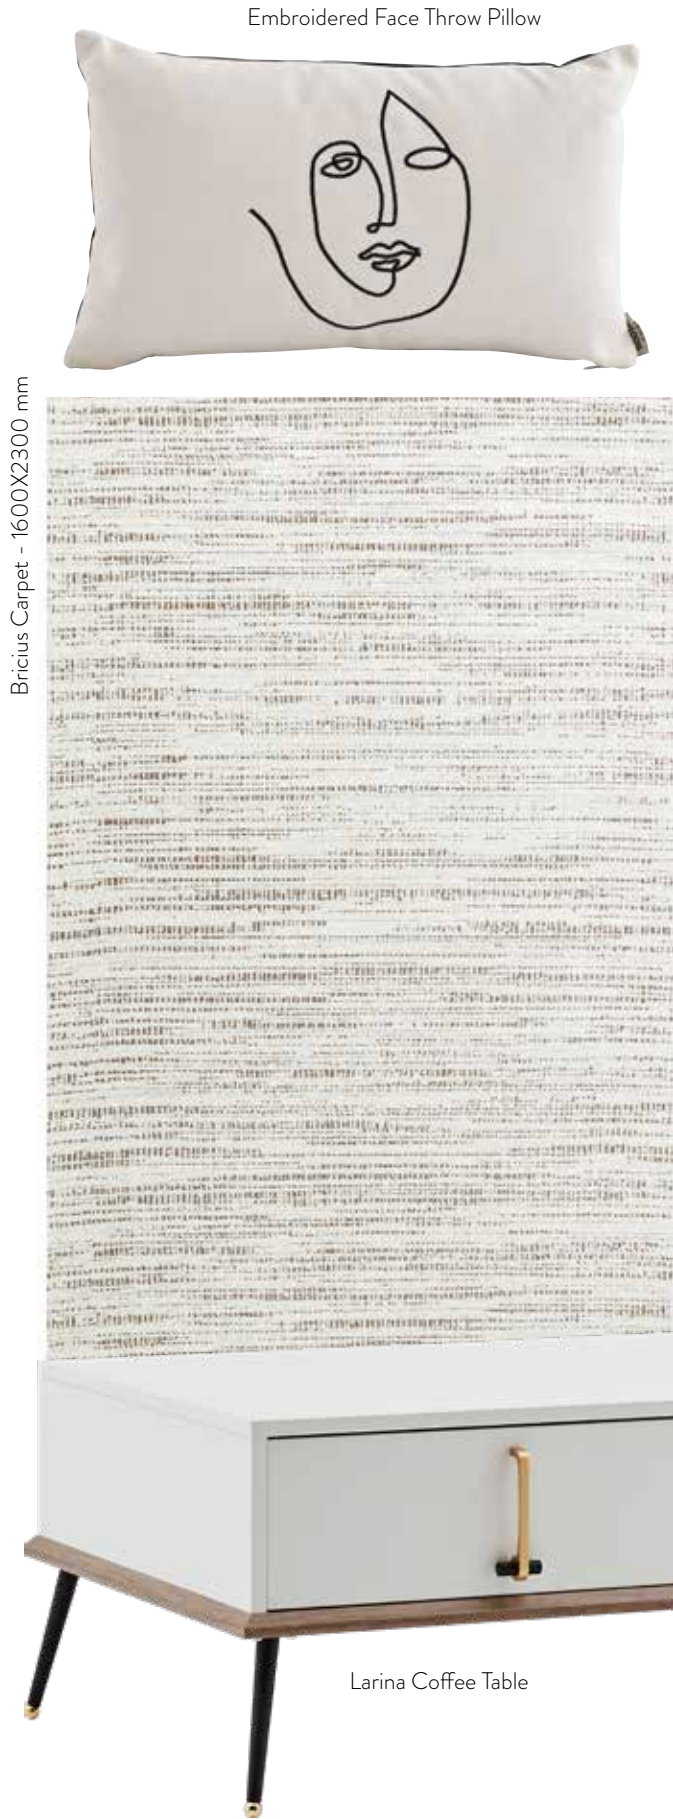 Embroidered Face Throw Pillow
Bricius Carpet - 1600X2300 mm
Larina Coffee Table